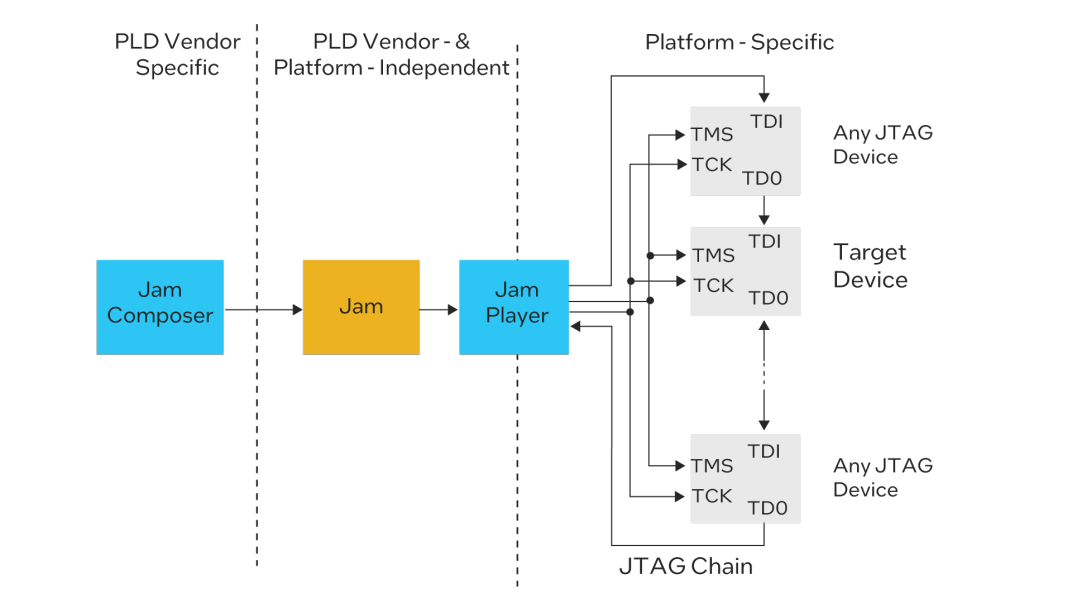 PLD Vendor
Specific
PLD Vendor - &
Platform - Independent
Platform - Specific
TDI
TMS
TCK
TD0
Any JTAG
Device
TDI
TMS
TCK
TD0
Target
Device
Jam
Composer
Jam
Jam
Player
TDI
TMS
TCK
TD0
Any JTAG
Device
JTAG Chain